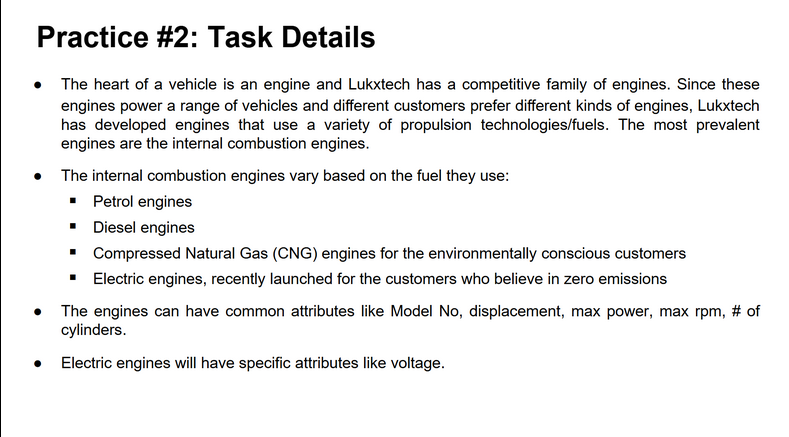 Practice #2: Task Details
● The heart of a vehicle is an engine and Lukxtech has a competitive family of engines. Since these
engines power a range of vehicles and different customers prefer different kinds of engines, Lukxtech
has developed engines that use a variety of propulsion technologies/fuels. The most prevalent
engines are the internal combustion engines.
● The internal combustion engines vary based on the fuel they use:
▪ Petrol engines
▪ Diesel engines
▪ Compressed Natural Gas (CNG) engines for the environmentally conscious customers
▪ Electric engines, recently launched for the customers who believe in zero emissions
● The engines can have common attributes like Model No, displacement, max power, max rpm, # of
cylinders.
● Electric engines will have specific attributes like voltage.